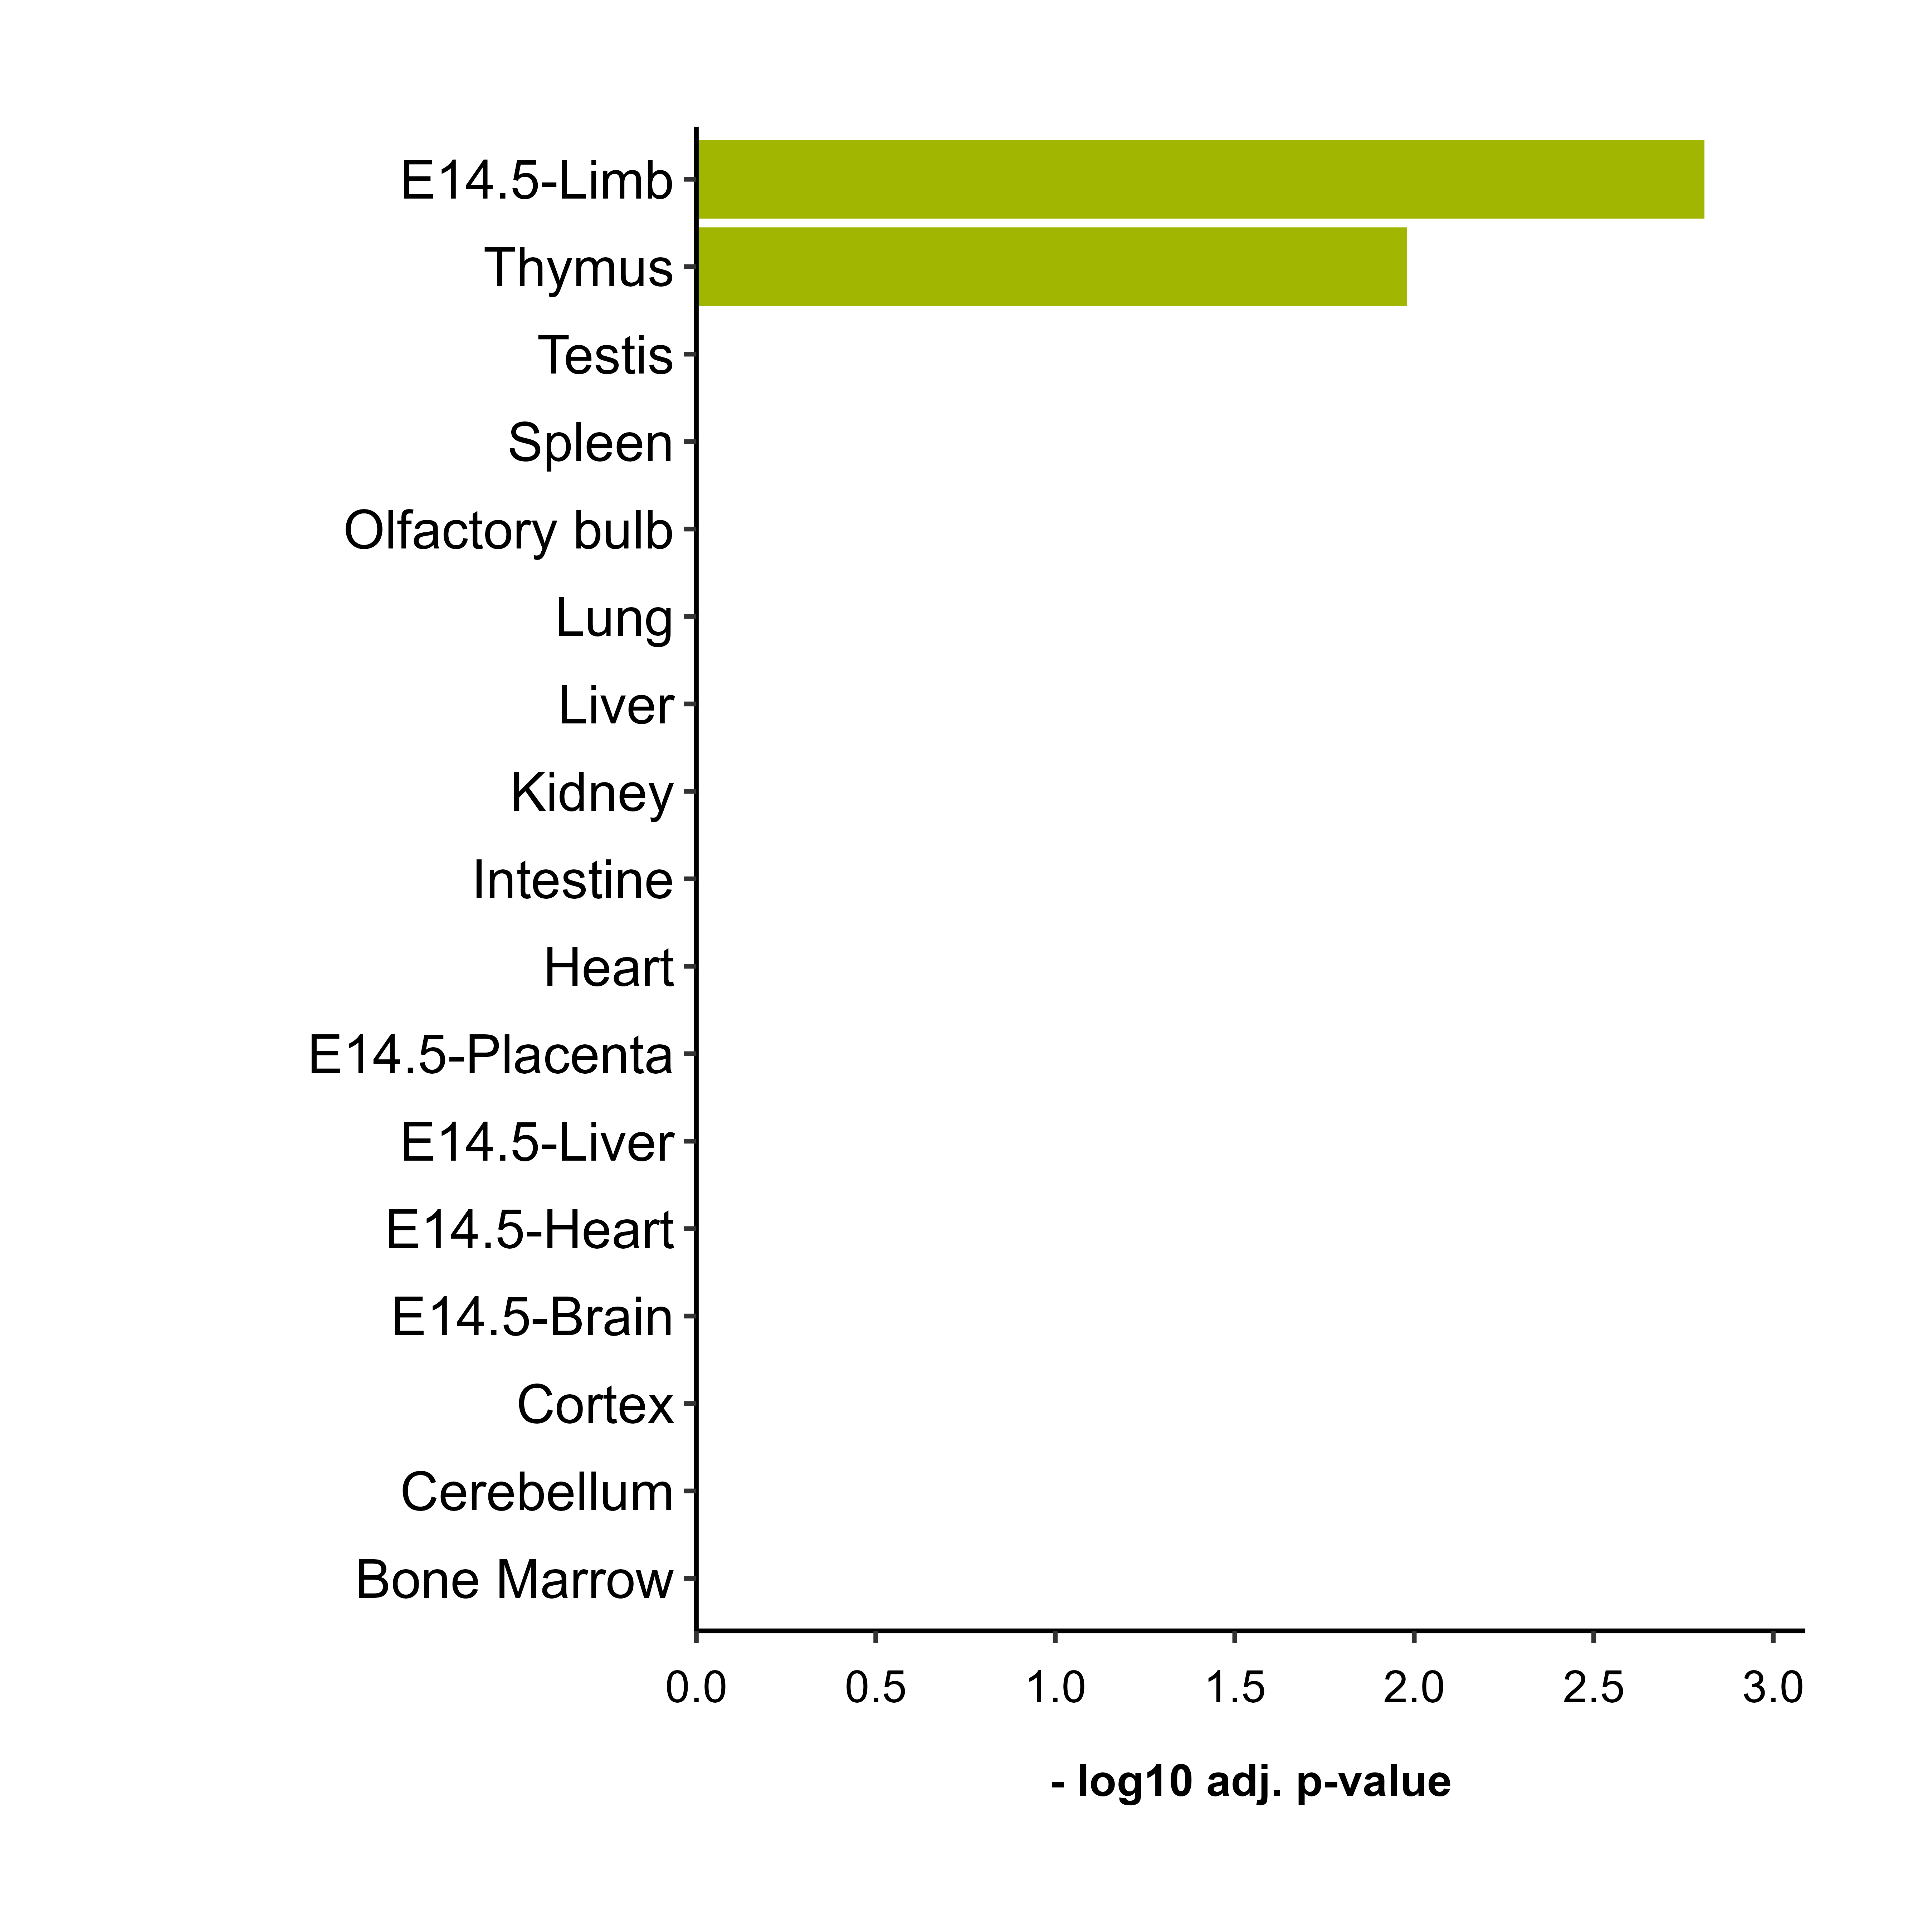 E14.5-Limb
Thymus
Testis
Spleen
Olfactory bulb
Lung
Liver
Kidney
Intestine
Heart
E14.5-Placenta
E14.5-Liver
E14.5-Heart
E14.5-Brain
Cortex
Cerebellum
Bone Marrow
0.0 0.5 1.0 1.5 2.0 2.5 3.0
- log10 adj. p-value